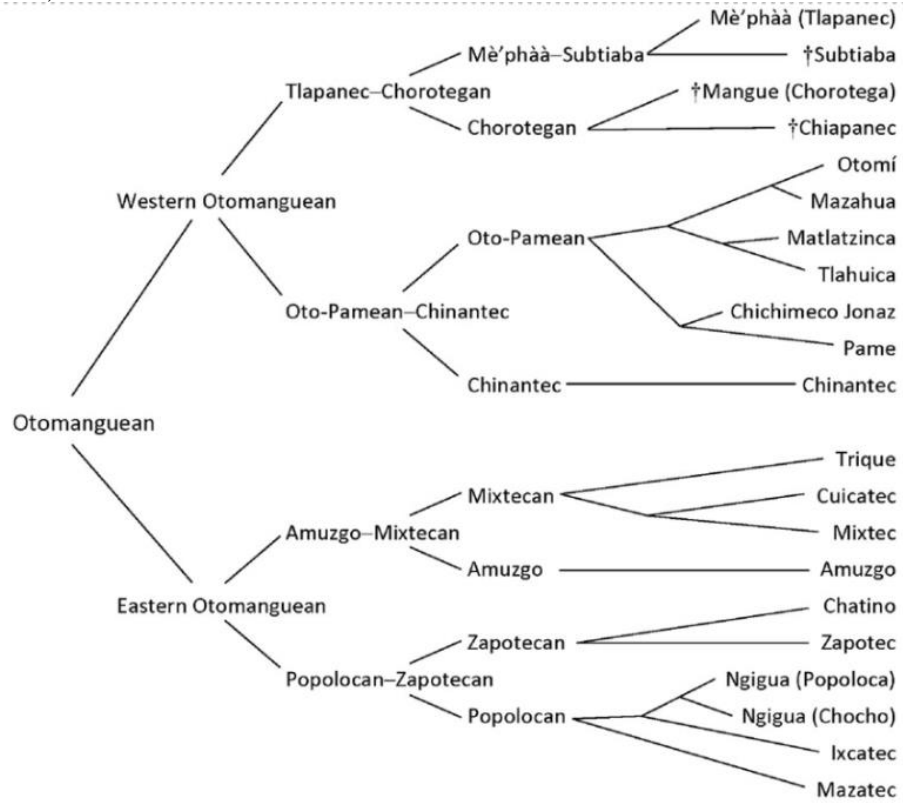 Mè'phàà (Tlapanec)
Mè'phàà–Subtiaba
†Subtiaba
Tlapanec–Chorotegan
†Mangue (Chorotega)
Chorotegan
†Chiapanec
Otomí
Western Otomanguean
Mazahua
Oto-Pamean
Matlatzinca
Tlahuica
Oto-Pamean–Chinantec
Chichimeco Jonaz
Pame
Chinantec
Chinantec
Otomanguean
Trique
Mixtecan
Cuicatec
Amuzgo–Mixtecan
Mixtec
Amuzgo
Amuzgo
Eastern Otomanguean
Chatino
Zapotecan
Zapotec
Popolocan–Zapotecan
Ngigua (Popoloca)
Popolocan
Ngigua (Chocho)
Ixcatec
Mazatec